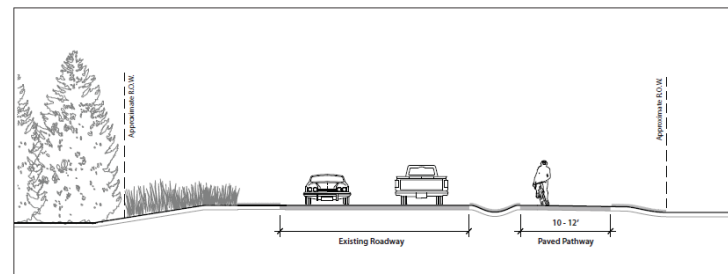 Approximate R.O.W.
Approximate R.O.W.
10 - 12'
Existing Roadway
Paved Pathway